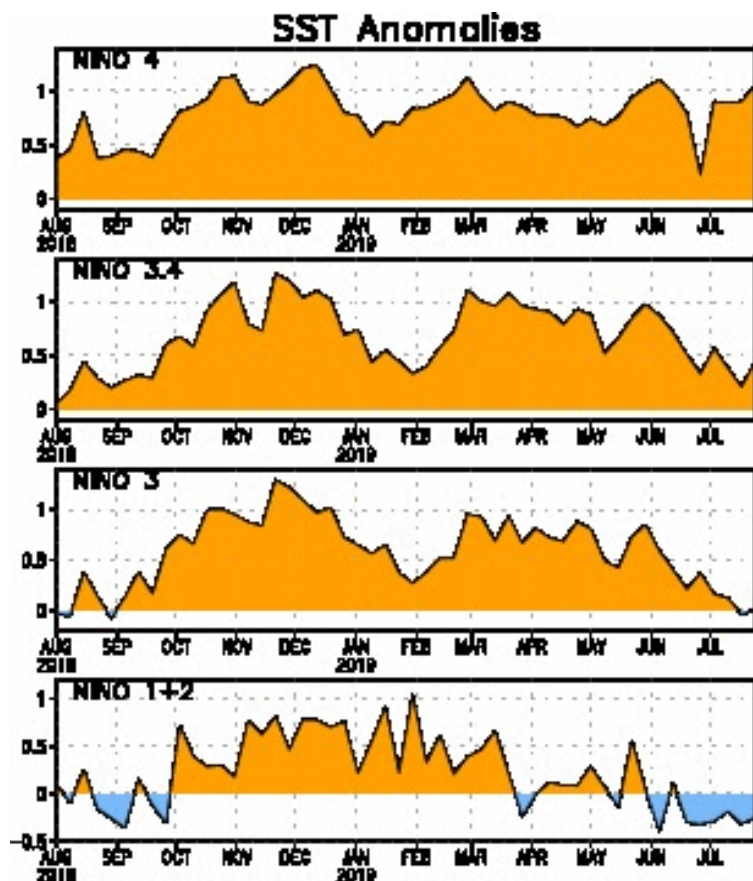 SST Anomalies
NINO 4
1
0.5
0
AUG SEP OCT NOV DEC JAN FEB MAR APR MAY JUN JUL
2018 2019
NINO 3.4
1
0.5
0
AUG SEP OCT NOV DEC JAN FEB MAR APR MAY JUN JUL
2018 2019
NINO 3
1
0.5
0
AUG SEP OCT NOV DEC JAN FEB MAR APR MAY JUN JUL
2018 2019
NINO 1+2
1
0.5
0
-0.5
AUG SEP OCT NOV DEC JAN FEB MAR APR MAY JUN JUL
2018 2019